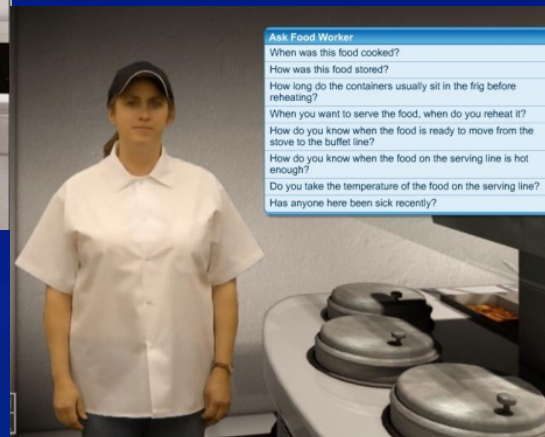 Ask Food Worker
When was this food cooked?
How was this food stored?
How long do the containers usually sit in the frig before
reheating?
When you want to serve the food, when do you reheat it?
How do you know when the food is ready to move from the
stove to the buffet line?
How do you know when the food on the serving line is hot
enough?
Do you take the temperature of the food on the serving line?
Has anyone here been sick recently?